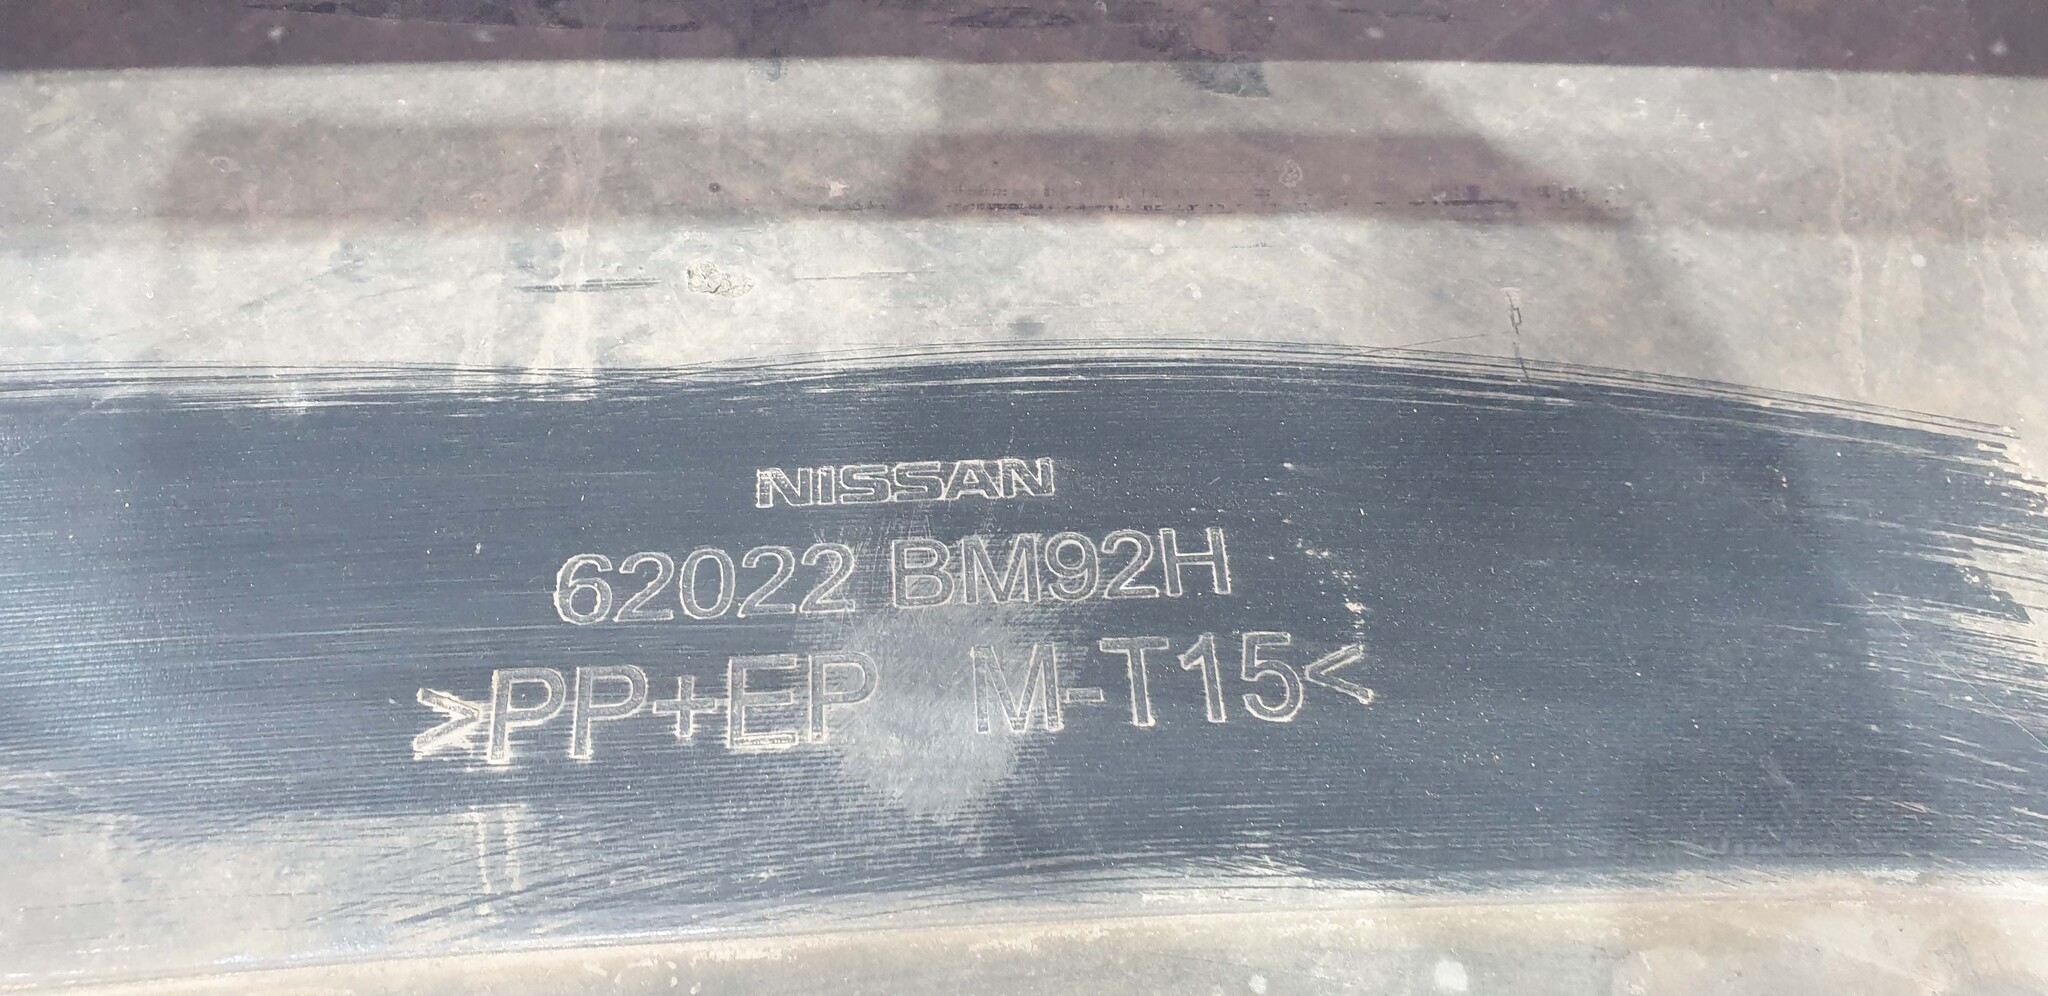 NISSAN
62022 BM92H
>PP+EP M-T15<